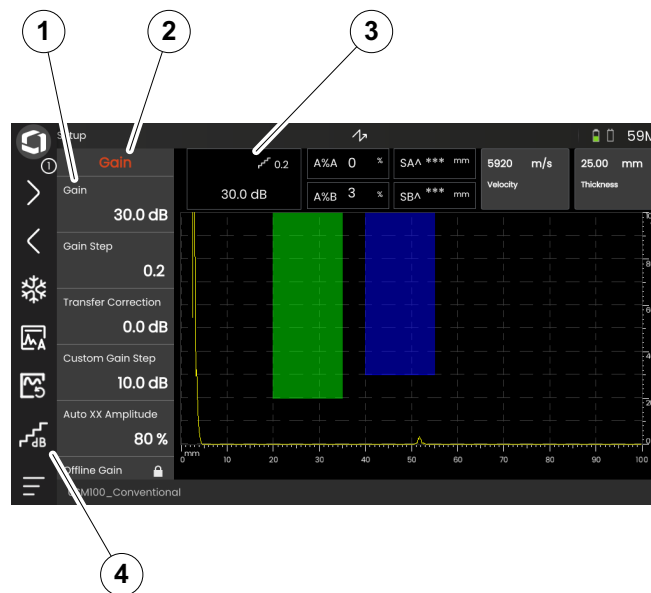 1
2
3
Setup
59
1
Gain
0.2
30.0 dB
A%A 0 %
SA^ *** mm
5920 m/s
Velocity
25.00 mm
Thickness
A%B 3 %
SB^ *** mm
Gain
30.0 dB
Gain Step
0.2
Transfer Correction
0.0 dB
Custom Gain Step
10.0 dB
Auto XX Amplitude
80 %
Offline Gain
A
dB
0 mm 10 20 30 40 50 60 70 80 90 100
USM100_Conventional
4